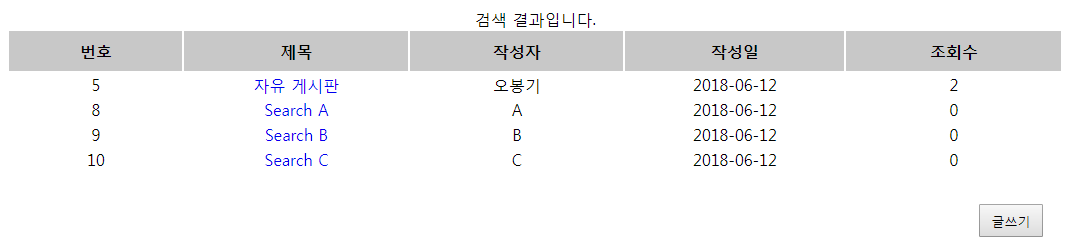 검색 결과입니다.
번호 제목 작성자 작성일 조회수
5 자유 게시판 오봉기 2018-06-12 2
8 Search A A 2018-06-12 0
9 Search B B 2018-06-12 0
10 Search C C 2018-06-12 0
글쓰기